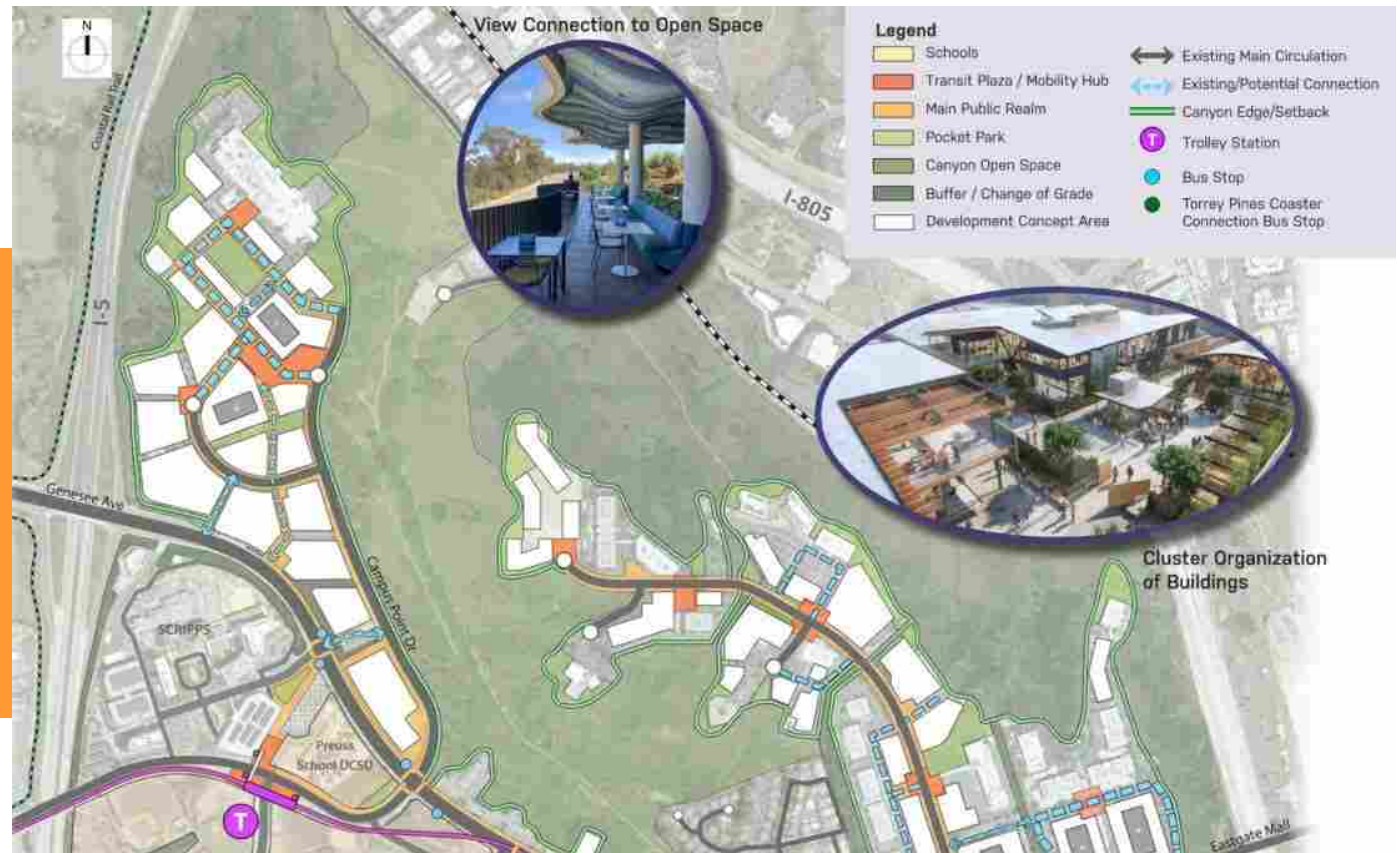 N
View Connection to Open Space
Legend
Schools
Transit Plaza / Mobility Hub
Main Public Realm
Pocket Park
Canyon Open Space
Buffer / Change of Grade
Development Concept Area
Existing Main Circulation
Existing/Potential Connection
Canyon Edge/Setback
T
Trolley Station
Bus Stop
Torrey Pines Coaster
Connection Bus Stop
Coastal Rail Trail
I-805
I-5
Genesee Ave
Campus Point Dr
Cluster Organization
of Buildings
SCRIPPS
Preuss
School UCSD
T
Eastgate Mall